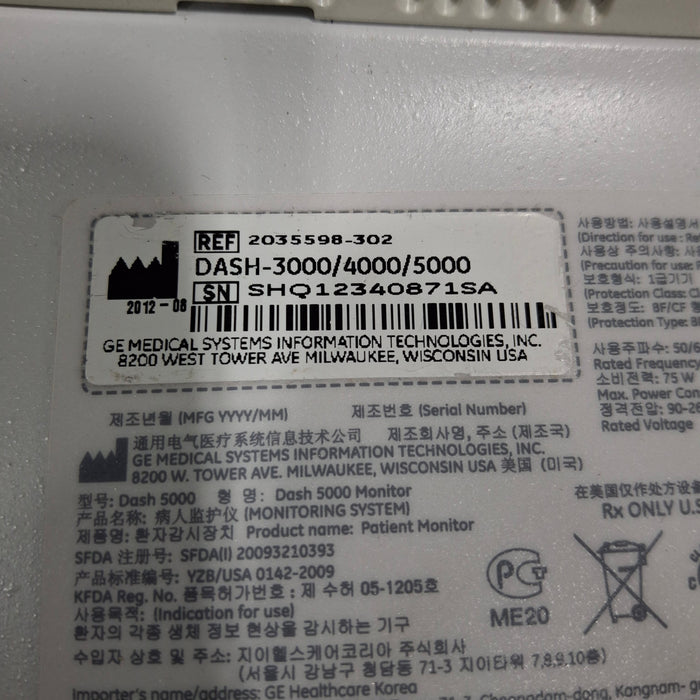 REF 2035598-302
DASH-3000/4000/5000
2012-08
SN SHQ12340871SA
GE MEDICAL SYSTEMS INFORMATION TECHNOLOGIES, INC.
8200 WEST TOWER AVE MILWAUKEE, WISCONSIN USA
사용방법: 사용설명서
(Direction for use :
사용상 주의사항:
(Precaution for use:
보호형식: 1급기기
(Protection Class:
보호정도: BF/CF
(Protection Type:
사용주파수:
Rated Frequency
소비전력: 75 W
Max. Power
정격전압:
Rated Voltage
제조년월 (MFG YYYY/MM) 제조번호 (Serial Number)
通用电气医疗系统信息技术公司 제조회사명, 주소 (제조국)
GE MEDICAL SYSTEMS INFORMATION TECHNOLOGIES, INC.
8200 W. TOWER AVE. MILWAUKEE, WISCONSIN USA 美国 (미국)
型号: Dash 5000 형 명: Dash 5000 Monitor
产品名称: 病人监护仪 (MONITORING SYSTEM)
제품명: 환자감시장치 Product name: Patient Monitor
SFDA 注册号: SFDA(I) 20093210393
产品标准编号: YZB/USA 0142-2009
KFDA Reg. No. 품목허가번호: 제 수허 05-1205호
사용목적: (Indication for use)
환자의 각종 생체 정보 현상을 감시하는 기구
在美国仅作处方设备
Rx ONLY U.S
ME20
수입자 상호 및 주소: 지이헬스케어코리아 주식회사
(서울시 강남구 청담동 71-3 지이타워 7,8,9,10층)
Importer's name/address: GE Healthcare Korea
71-3, Cheongdam-dong, Kangnam-